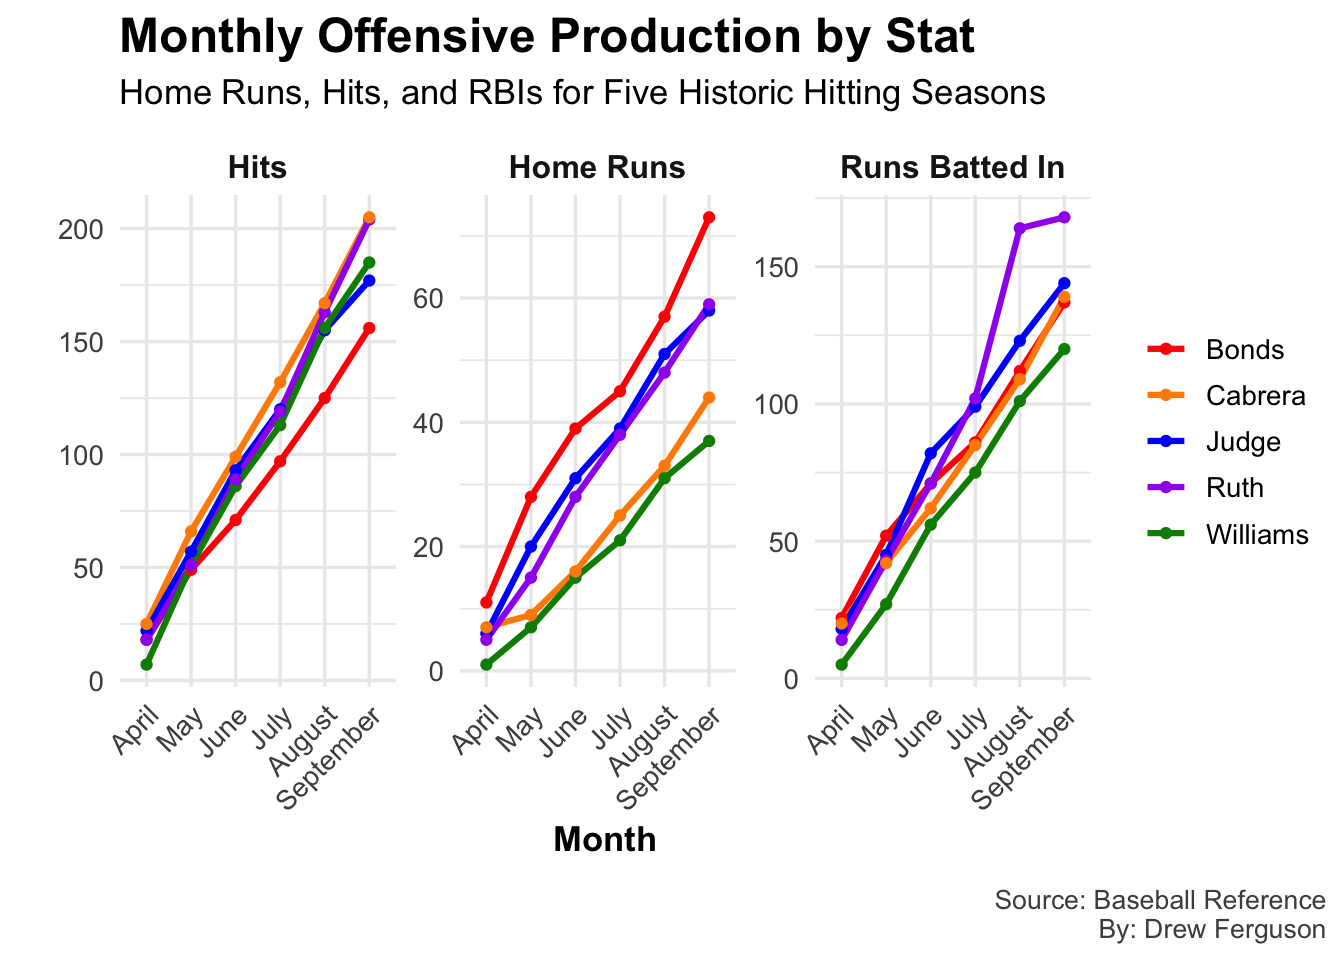 Monthly Offensive Production by Stat
Home Runs, Hits, and RBIs for Five Historic Hitting Seasons
Hits
Home Runs
Runs Batted In
200
150
100
50
0
60
40
20
0
150
100
50
0
April
May
June
July
August
September
April
May
June
July
August
September
April
May
June
July
August
September
Month
Bonds
Cabrera
Judge
Ruth
Williams
Source: Baseball Reference
By: Drew Ferguson